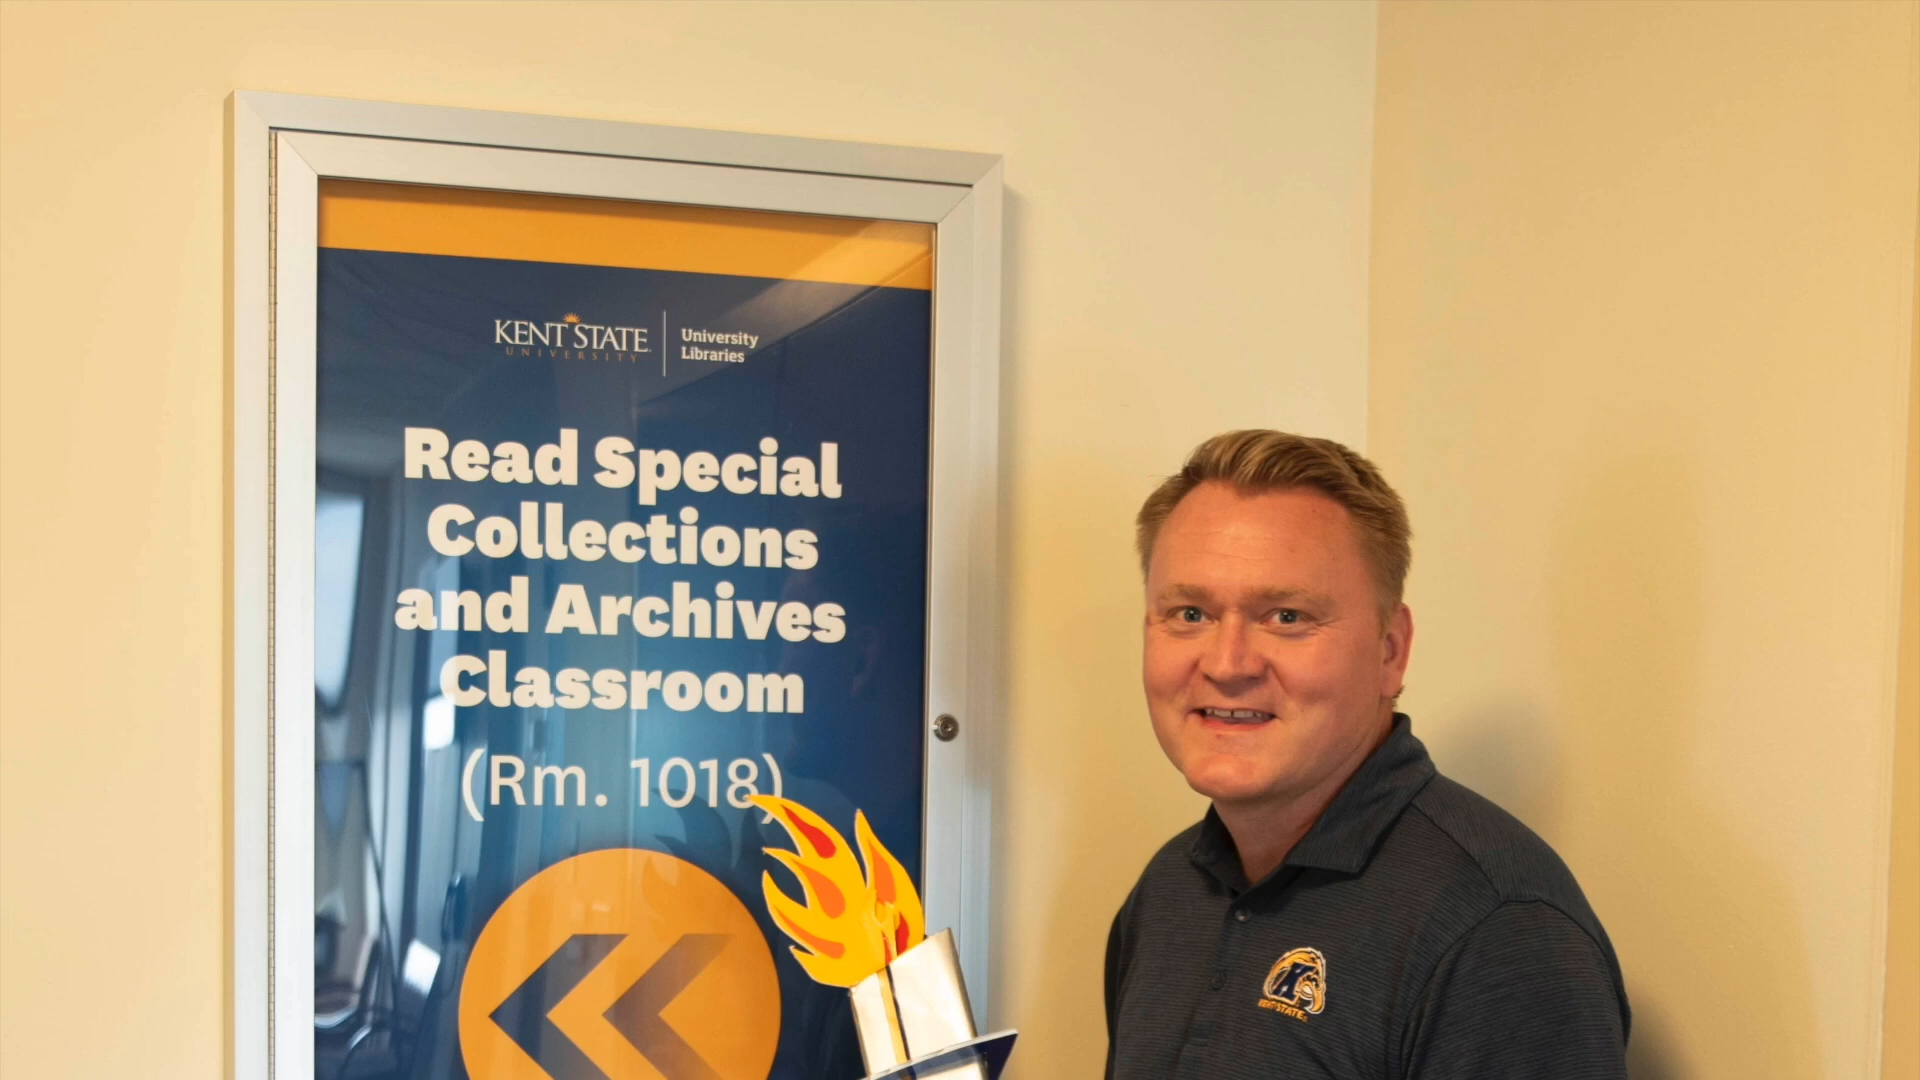 KENT STATE
UNIVERSITY
University
Libraries
Read Special
Collections
and Archives
Classroom
(Rm. 1018)
K
KENT STATE